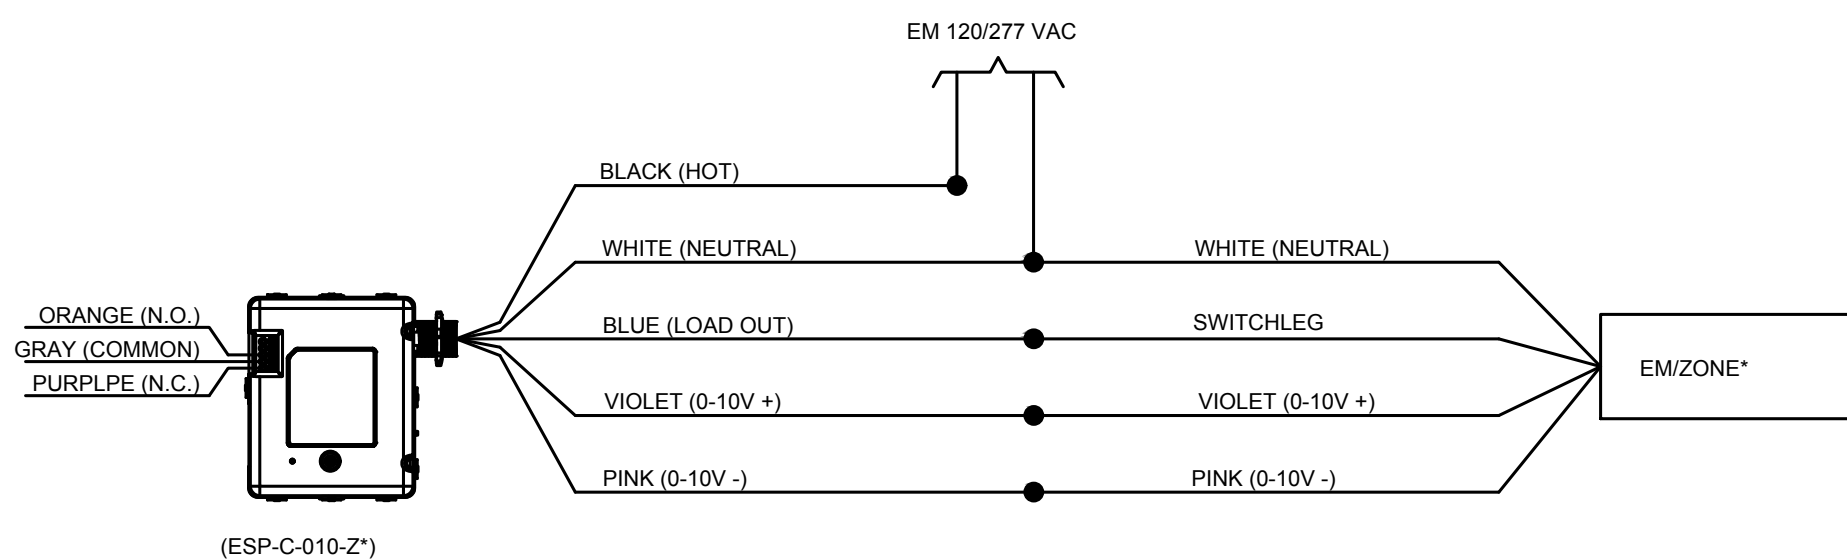 EM 120/277 VAC
BLACK (HOT)
WHITE (NEUTRAL)
WHITE (NEUTRAL)
ORANGE (N.O.)
BLUE (LOAD OUT)
SWITCHLEG
GRAY (COMMON)
PURPLPE (N.C.)
EM/ZONE*
VIOLET (0-10V +)
VIOLET (0-10V +)
PINK (0-10V -)
PINK (0-10V -)
(ESP-C-010-Z*)